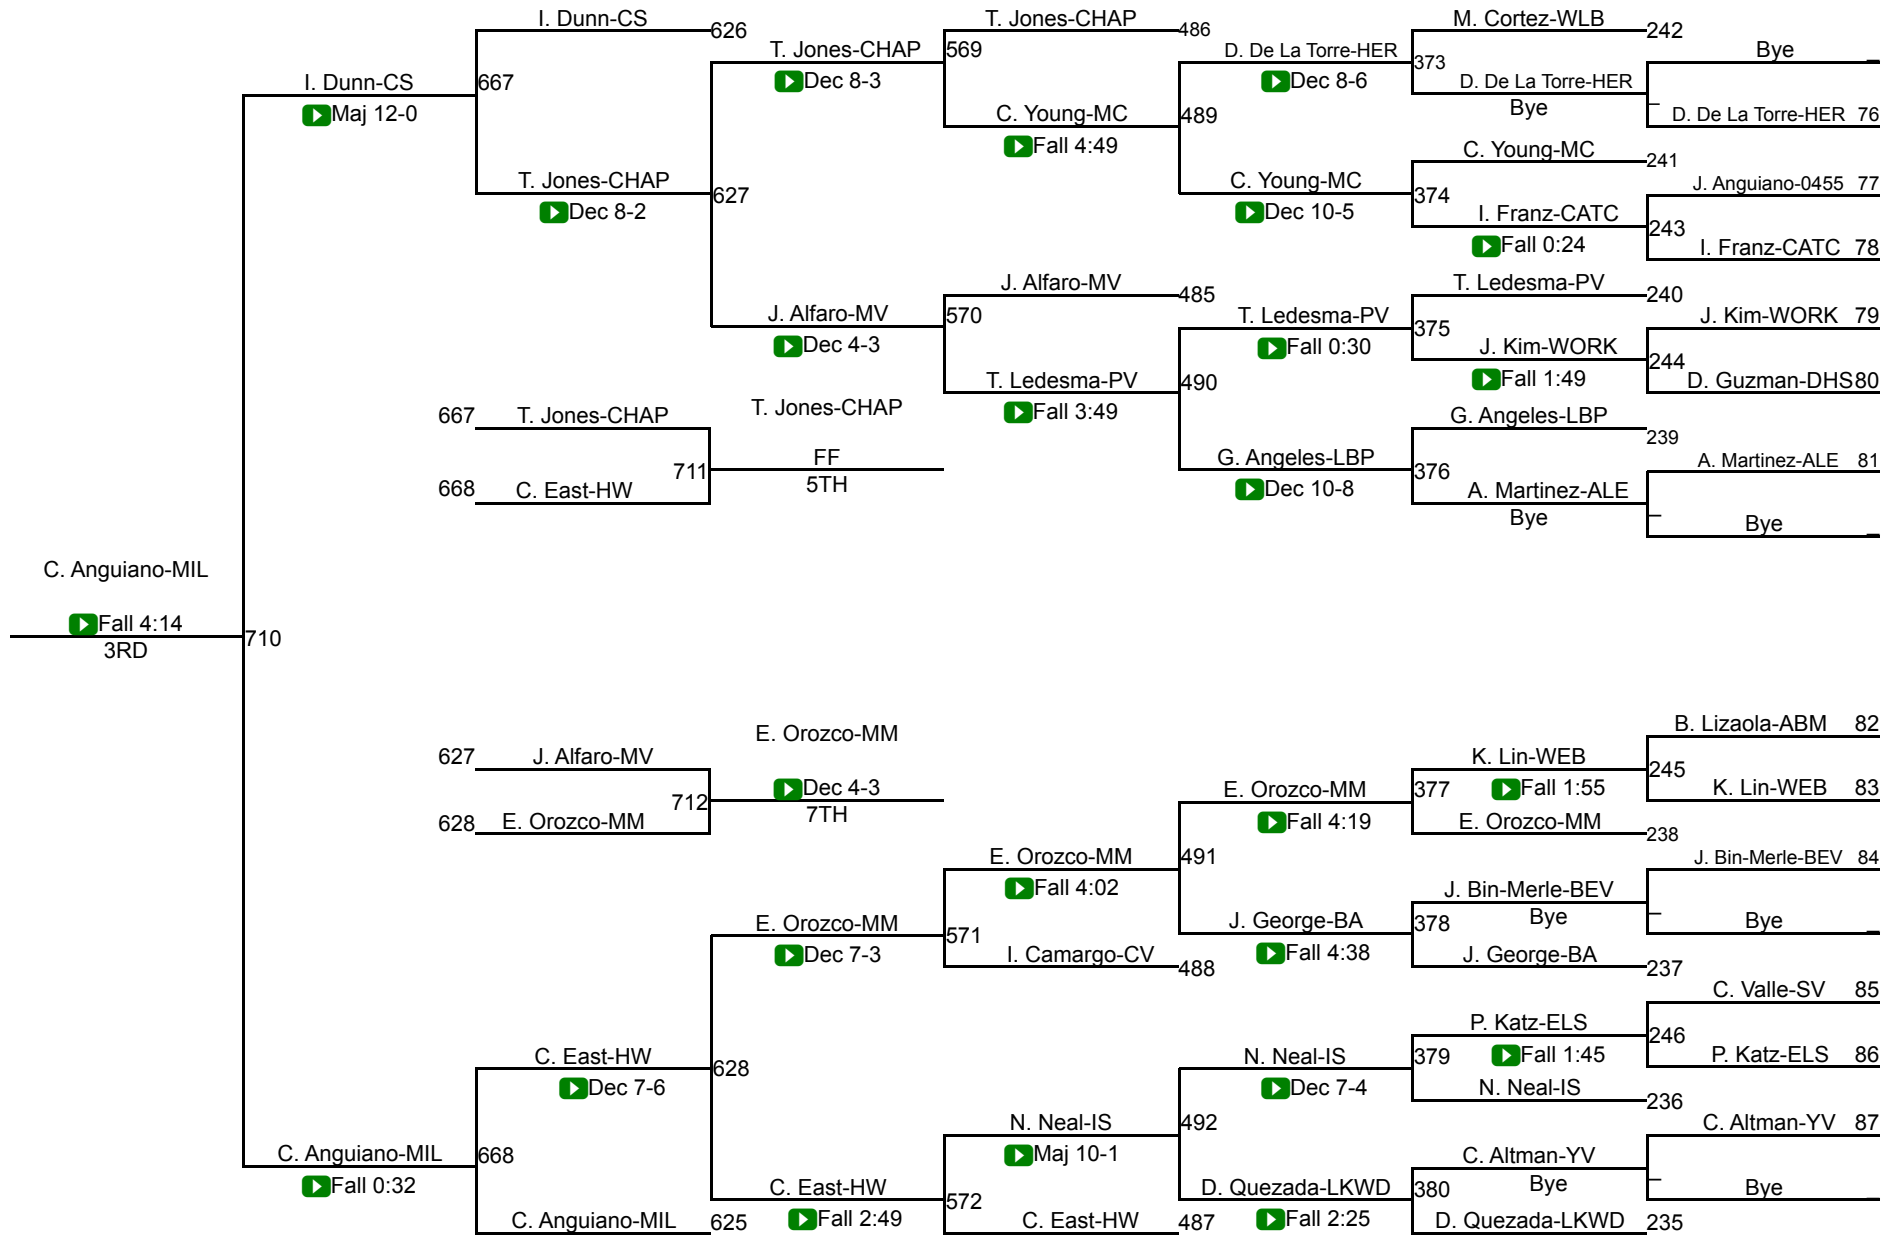 I. Dunn-CS 626
T. Jones-CHAP 486
M. Cortez-WLB 242
T. Jones-CHAP 569
D. De La Torre-HER 373
Bye _
I. Dunn-CS 667
Dec 8-3
Dec 8-6
D. De La Torre-HER
Bye
_
Maj 12-0
C. Young-MC 489
D. De La Torre-HER 76
Fall 4:49
C. Young-MC 241
T. Jones-CHAP 627
C. Young-MC 374
J. Anguiano-0455 77
Dec 8-2
Dec 10-5
I. Franz-CATC 243
Fall 0:24
I. Franz-CATC 78
J. Alfaro-MV 485
T. Ledesma-PV 240
J. Alfaro-MV 570
T. Ledesma-PV 375
J. Kim-WORK 79
Dec 4-3
Fall 0:30
J. Kim-WORK 244
Fall 1:49
T. Ledesma-PV 490
D. Guzman-DHS 80
667 T. Jones-CHAP
T. Jones-CHAP
Fall 3:49
G. Angeles-LBP 239
711
FF
5TH
G. Angeles-LBP 376
A. Martinez-ALE 81
668 C. East-HW
Dec 10-8
A. Martinez-ALE
Bye
_
Bye _
C. Anguiano-MIL
Fall 4:14
3RD
710
E. Orozco-MM
B. Lizaola-ABM 82
627 J. Alfaro-MV
K. Lin-WEB 245
712
Dec 4-3
7TH
E. Orozco-MM 377
Fall 1:55
K. Lin-WEB 83
628 E. Orozco-MM
Fall 4:19
E. Orozco-MM 238
E. Orozco-MM 491
J. Bin-Merle-BEV 84
Fall 4:02
J. Bin-Merle-BEV
Bye
_
E. Orozco-MM 571
J. George-BA 378
Bye _
Dec 7-3
I. Camargo-CV 488
Fall 4:38
J. George-BA 237
C. Valle-SV 85
P. Katz-ELS 246
C. East-HW 628
N. Neal-IS 379
Fall 1:45
P. Katz-ELS 86
Dec 7-6
Dec 7-4
N. Neal-IS 236
N. Neal-IS 492
C. Altman-YV 87
C. Anguiano-MIL 668
Maj 10-1
C. Altman-YV
Bye
_
Fall 0:32
C. East-HW 572
D. Quezada-LKWD 380
Bye _
C. Anguiano-MIL 625
Fall 2:49
C. East-HW 487
Fall 2:25
D. Quezada-LKWD 235